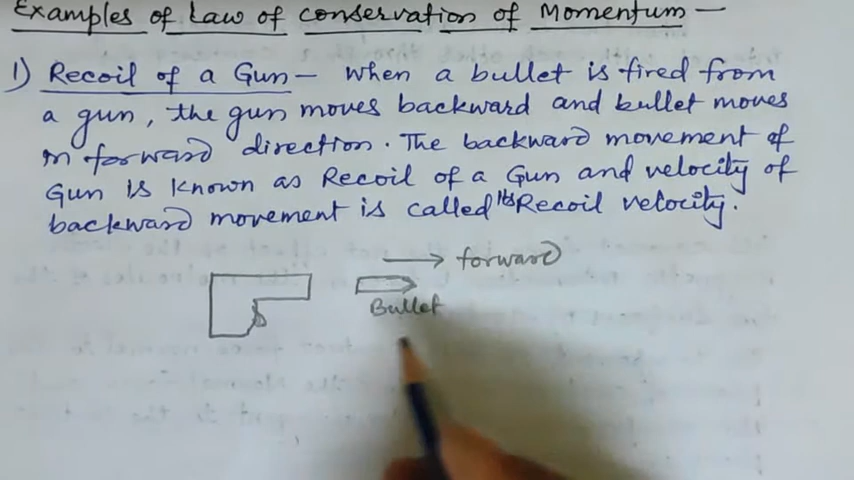 Examples of Law of conservation of Momentum —
1) Recoil of a Gun — when a bullet is fired from
a gun, the gun moves backward and bullet moves
in forward direction. The backward movement of
Gun is known as Recoil of a Gun and velocity of
backward movement is called its Recoil velocity.
forward
Bullet